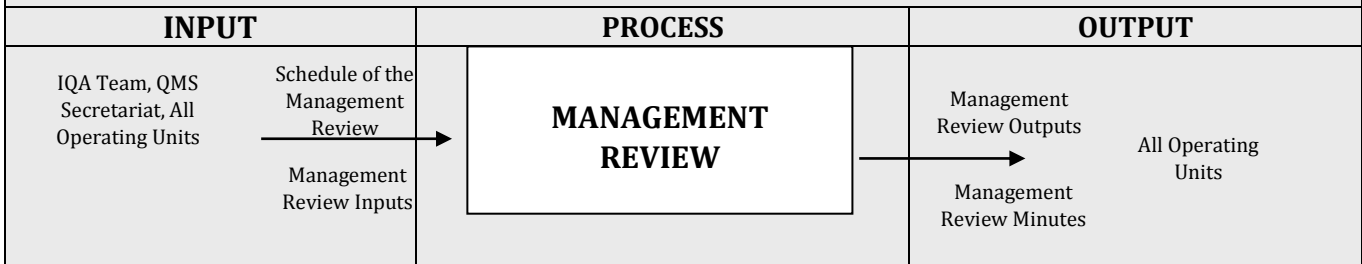 INPUT
PROCESS
OUTPUT
IQA Team, QMS
Secretariat, All
Operating Units
Schedule of the
Management
Review
Management
Review Inputs
MANAGEMENT
REVIEW
Management
Review Outputs
Management
Review Minutes
All Operating
Units